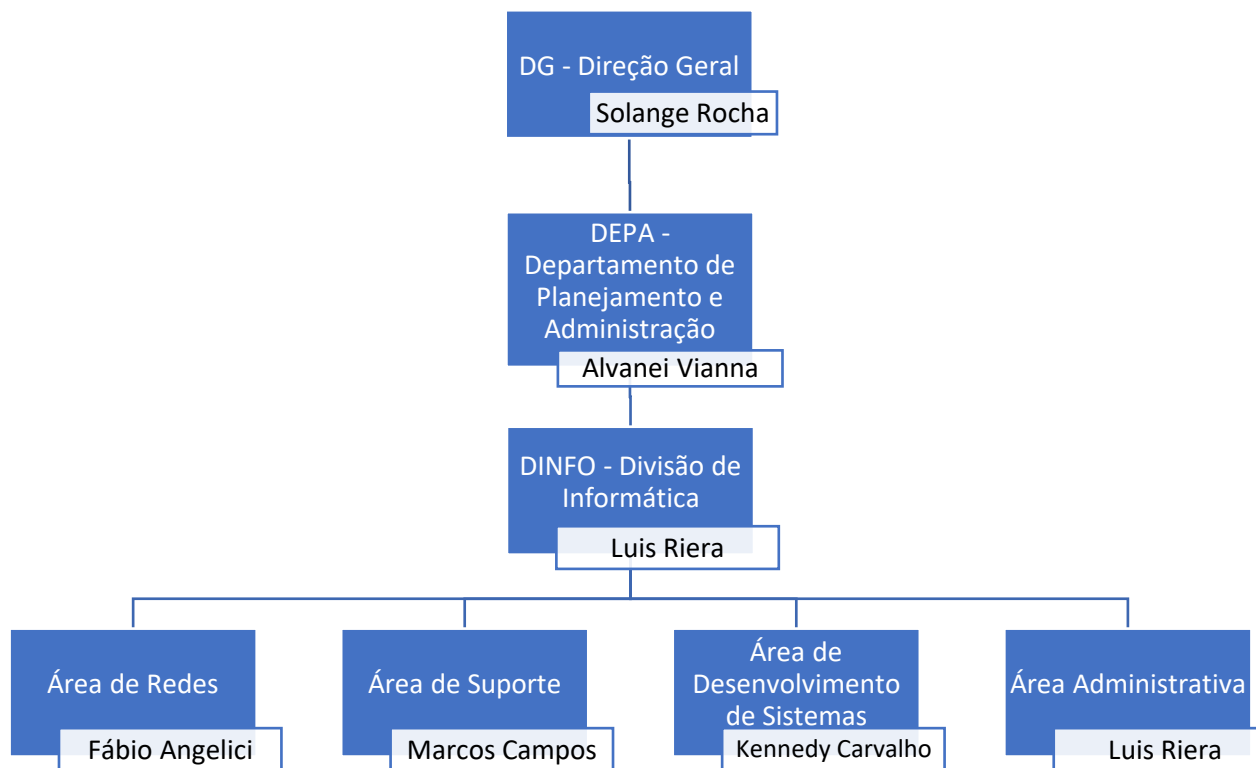 DG - Direção Geral
Solange Rocha
DEPA -
Departamento de
Planejamento e
Administração
Alvanei Vianna
DINFO - Divisão de
Informática
Luis Riera
Área de Redes
Fábio Angelici
Área de Suporte
Marcos Campos
Área de
Desenvolvimento
de Sistemas
Kennedy Carvalho
Área Administrativa
Luis Riera